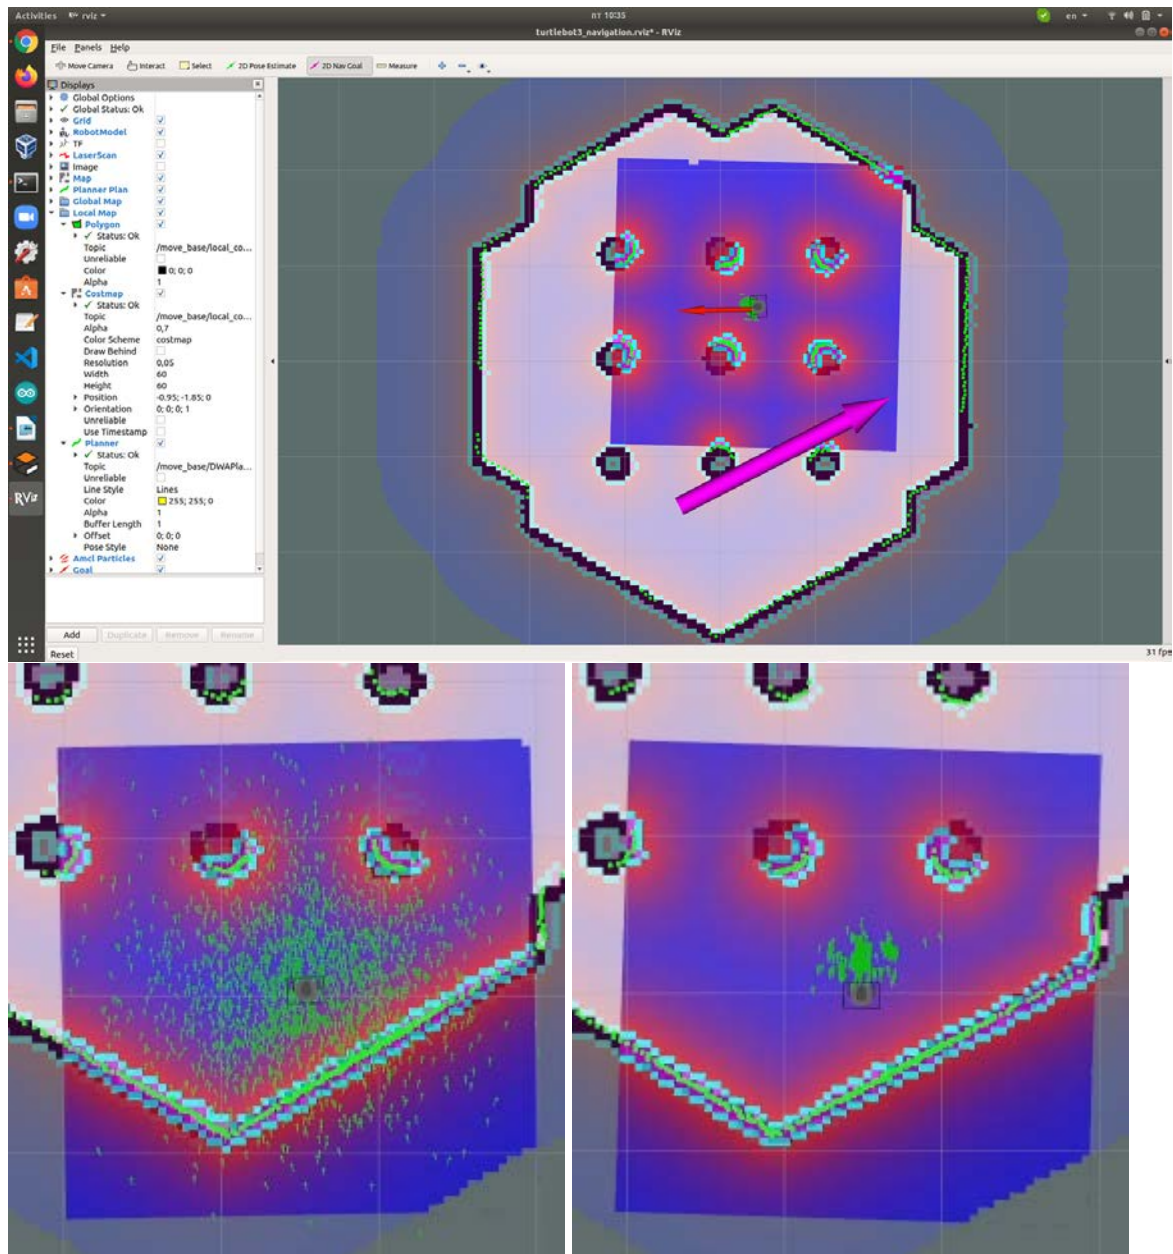 Activities rviz пт 10:35 en
turtlebot3_navigation.rviz* - RViz
File Panels Help
Move Camera Interact Select 2D Pose Estimate 2D Nav Goal Measure
Displays
Global Options
Global Status: Ok
Grid
RobotModel
TF
LaserScan
Image
Map
Planner Plan
Global Map
Local Map
Polygon
Status: Ok
Topic /move_base/local_co...
Unreliable
Color 0; 0; 0
Alpha 1
Costmap
Status: Ok
Topic /move_base/local_co...
Alpha 0,7
Color Scheme costmap
Draw Behind
Resolution 0,05
Width 60
Height 60
Position -0.95; -1.85; 0
Orientation 0; 0; 0; 1
Unreliable
Use Timestamp
Planner
Status: Ok
Topic /move_base/DWAPla...
Unreliable
Line Style Lines
Color 255; 255; 0
Alpha 1
Buffer Length 1
Offset 0; 0; 0
Pose Style None
Amcl Particles
Goal
Add Duplicate Remove Rename
Reset 31 fps
RViz